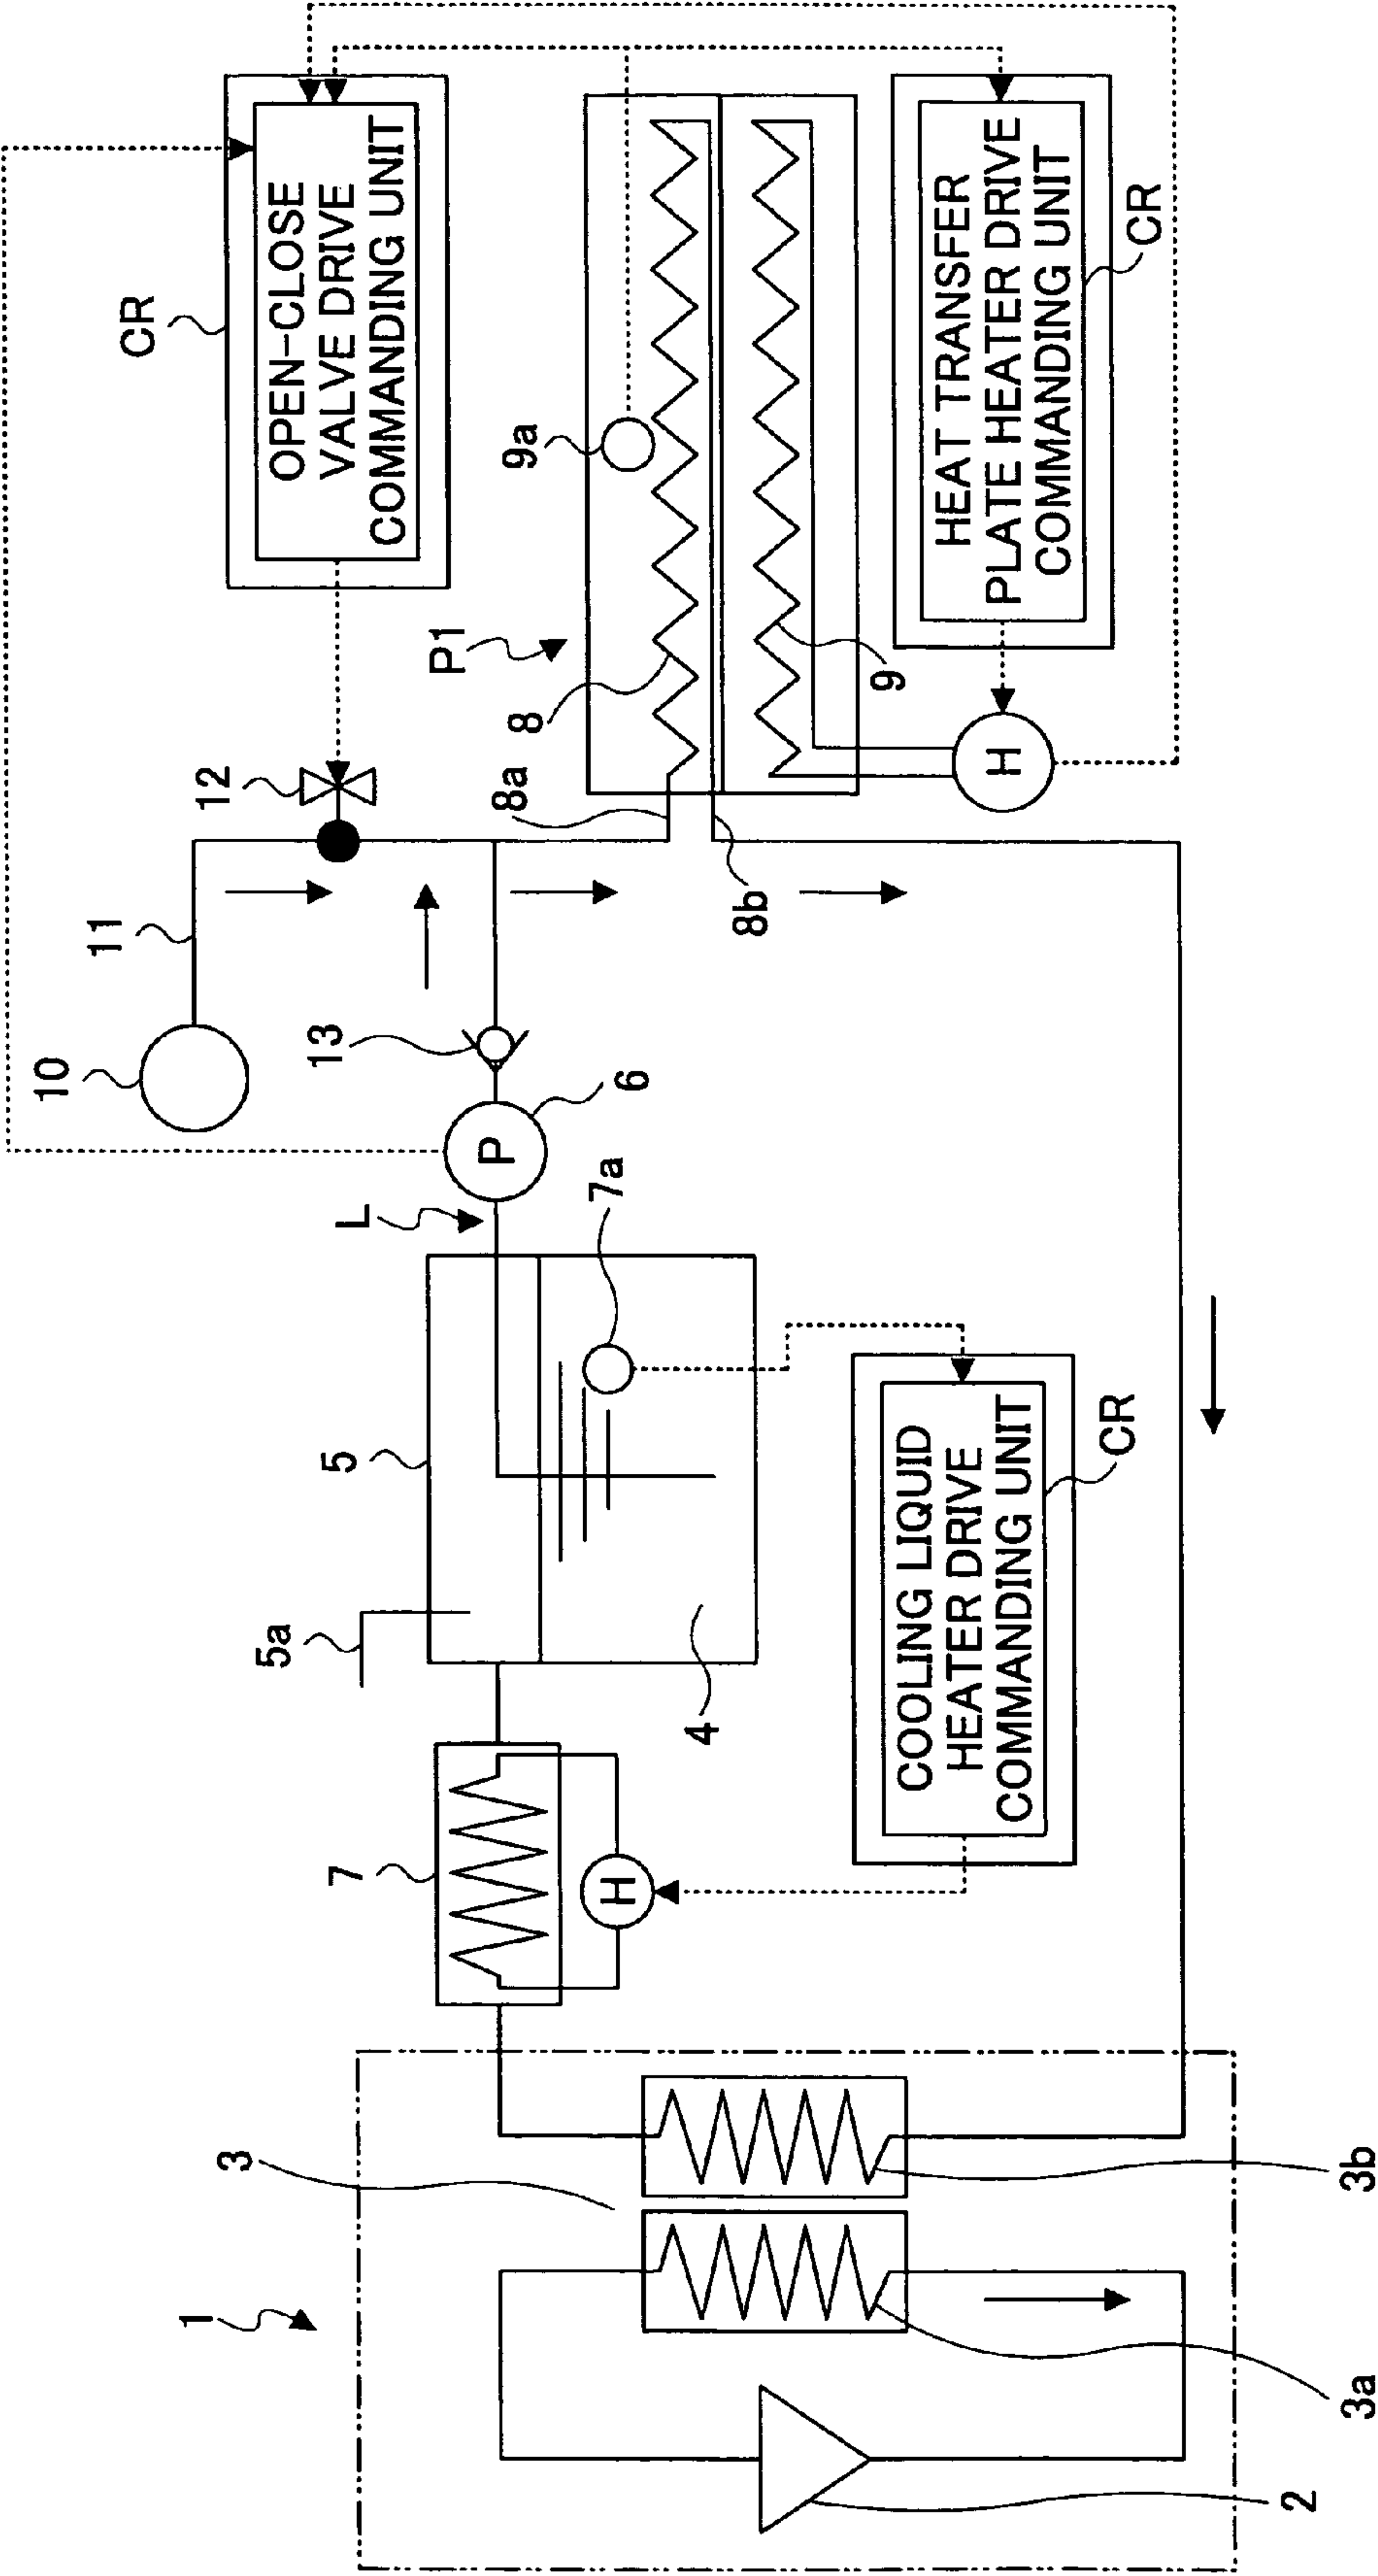 1
2
3
3a
3b
7
H
5a
5
4
7a
L
P
6
13
10
11
12
CR
OPEN-CLOSE
VALVE DRIVE
COMMANDING UNIT
P1
8
8a
8b
9a
9
H
HEAT TRANSFER
PLATE HEATER DRIVE
COMMANDING UNIT
CR
COOLING LIQUID
HEATER DRIVE
COMMANDING UNIT
CR